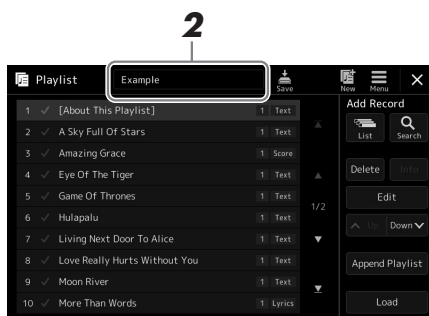 2
Playlist Example Save New Menu
1 [About This Playlist] 1 Text
2 A Sky Full Of Stars 1 Text
3 Amazing Grace 1 Score
4 Eye Of The Tiger 1 Text
5 Game Of Thrones 1 Text
6 Hulapalu 1 Text
7 Living Next Door To Alice 1 Text
8 Love Really Hurts Without You 1 Text
9 Moon River 1 Text
10 More Than Words 1 Lyrics
1/2
Add Record
List Search
Delete Info
Edit
Up Down
Append Playlist
Load